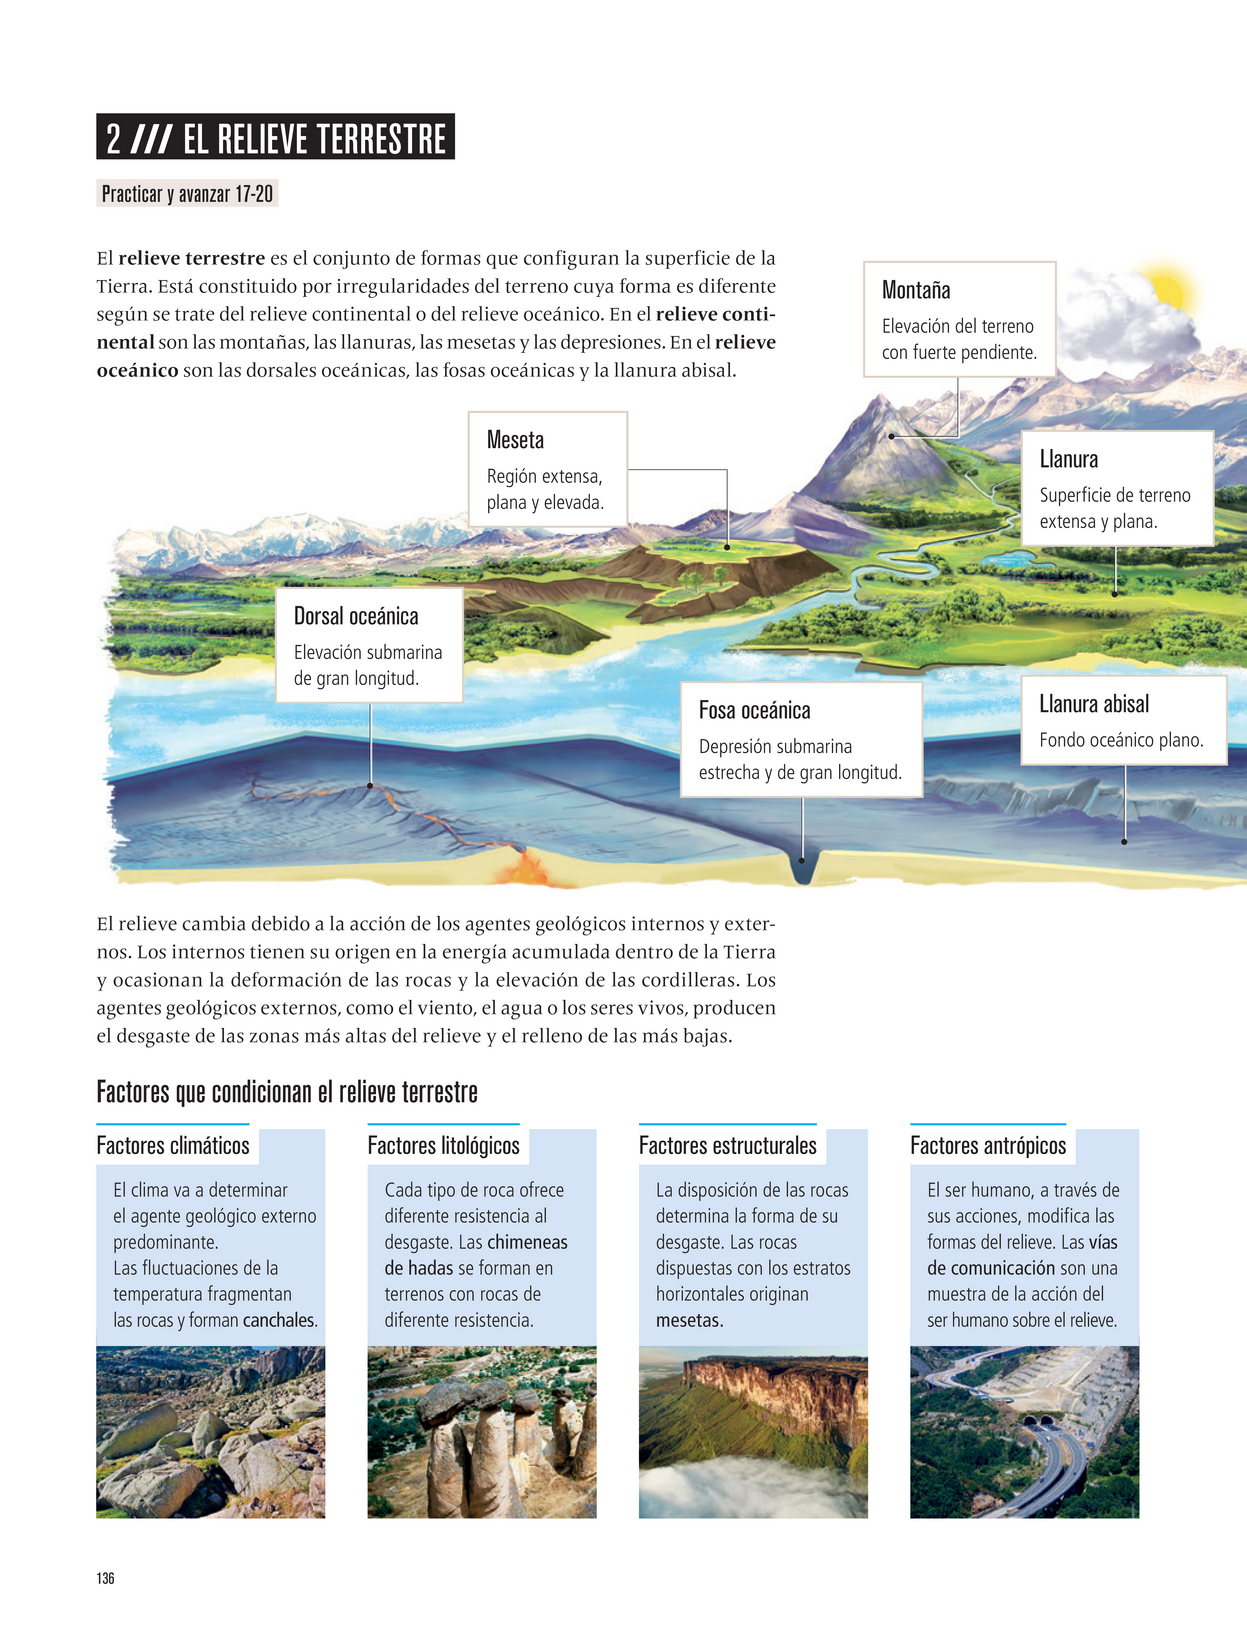 2 /// EL RELIEVE TERRESTRE
Practicar y avanzar 17-20
El relieve terrestre es el conjunto de formas que configuran la superficie de la
Tierra. Está constituido por irregularidades del terreno cuya forma es diferente
según se trate del relieve continental o del relieve oceánico. En el relieve conti-
nental son las montañas, las llanuras, las mesetas y las depresiones. En el relieve
oceánico son las dorsales oceánicas, las fosas oceánicas y la llanura abisal.
Montaña
Elevación del terreno
con fuerte pendiente.
Meseta
Región extensa,
plana y elevada.
Llanura
Superficie de terreno
extensa y plana.
Dorsal oceánica
Elevación submarina
de gran longitud.
Fosa oceánica
Depresión submarina
estrecha y de gran longitud.
Llanura abisal
Fondo oceánico plano.
El relieve cambia debido a la acción de los agentes geológicos internos y exter-
nos. Los internos tienen su origen en la energía acumulada dentro de la Tierra
y ocasionan la deformación de las rocas y la elevación de las cordilleras. Los
agentes geológicos externos, como el viento, el agua o los seres vivos, producen
el desgaste de las zonas más altas del relieve y el relleno de las más bajas.
Factores que condicionan el relieve terrestre
Factores climáticos
El clima va a determinar
el agente geológico externo
predominante.
Las fluctuaciones de la
temperatura fragmentan
las rocas y forman canchales.
Factores litológicos
Cada tipo de roca ofrece
diferente resistencia al
desgaste. Las chimeneas
de hadas se forman en
terrenos con rocas de
diferente resistencia.
Factores estructurales
La disposición de las rocas
determina la forma de su
desgaste. Las rocas
dispuestas con los estratos
horizontales originan
mesetas.
Factores antrópicos
El ser humano, a través de
sus acciones, modifica las
formas del relieve. Las vías
de comunicación son una
muestra de la acción del
ser humano sobre el relieve.
136